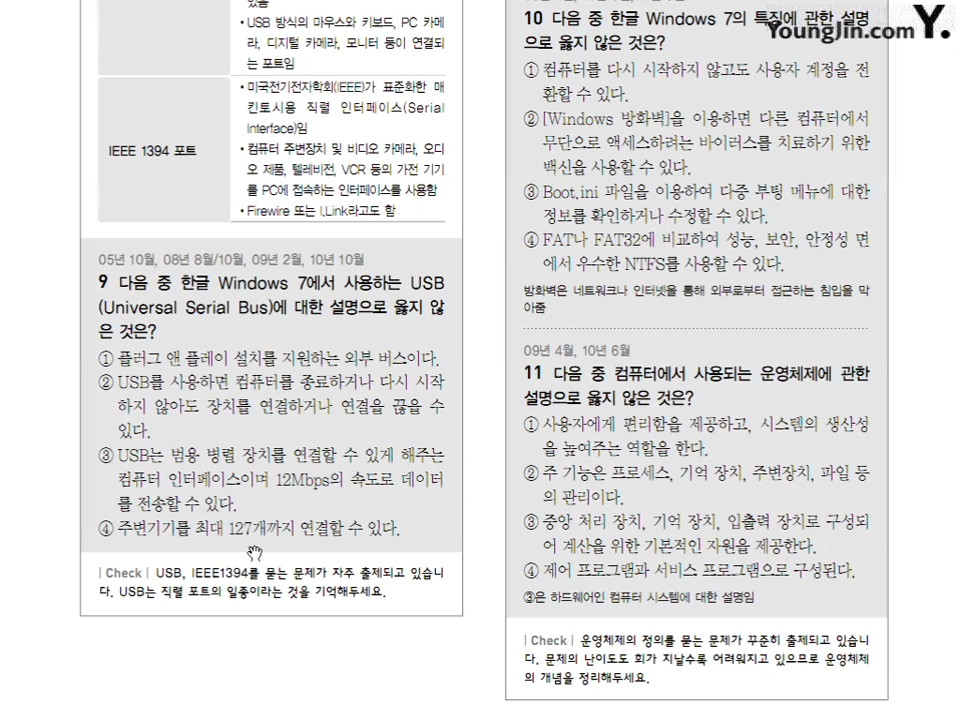 있음
• USB 방식의 마우스와 키보드, PC 카메
라, 디지털 카메라, 모니터 등이 연결되
는 포트임
IEEE 1394 포트
• 미국전기전자학회(IEEE)가 표준화한 매
킨토시용 직렬 인터페이스(Serial
Interface)임
• 컴퓨터 주변장치 및 비디오 카메라, 오디
오 제품, 텔레비전, VCR 등의 가전 기기
를 PC에 접속하는 인터페이스를 사용함
• Firewire 또는 I.Link라고도 함
05년 10월, 08년 8월/10월, 09년 2월, 10년 10월
9 다음 중 한글 Windows 7에서 사용하는 USB
(Universal Serial Bus)에 대한 설명으로 옳지 않
은 것은?
① 플러그 앤 플레이 설치를 지원하는 외부 버스이다.
② USB를 사용하면 컴퓨터를 종료하거나 다시 시작
하지 않아도 장치를 연결하거나 연결을 끊을 수
있다.
③ USB는 범용 병렬 장치를 연결할 수 있게 해주는
컴퓨터 인터페이스이며 12Mbps의 속도로 데이터
를 전송할 수 있다.
④ 주변기기를 최대 127개까지 연결할 수 있다.
| Check | USB, IEEE1394를 묻는 문제가 자주 출제되고 있습니
다. USB는 직렬 포트의 일종이라는 것을 기억해두세요.
10 다음 중 한글 Windows 7의 특징에 관한 설명
으로 옳지 않은 것은?
YoungJin.com Y.
① 컴퓨터를 다시 시작하지 않고도 사용자 계정을 전
환할 수 있다.
② [Windows 방화벽]을 이용하면 다른 컴퓨터에서
무단으로 액세스하려는 바이러스를 치료하기 위한
백신을 사용할 수 있다.
③ Boot.ini 파일을 이용하여 다중 부팅 메뉴에 대한
정보를 확인하거나 수정할 수 있다.
④ FAT나 FAT32에 비교하여 성능, 보안, 안정성 면
에서 우수한 NTFS를 사용할 수 있다.
방화벽은 네트워크나 인터넷을 통해 외부로부터 접근하는 침입을 막
아줌
09년 4월, 10년 6월
11 다음 중 컴퓨터에서 사용되는 운영체제에 관한
설명으로 옳지 않은 것은?
① 사용자에게 편리함을 제공하고, 시스템의 생산성
을 높여주는 역할을 한다.
② 주 기능은 프로세스, 기억 장치, 주변장치, 파일 등
의 관리이다.
③ 중앙 처리 장치, 기억 장치, 입출력 장치로 구성되
어 계산을 위한 기본적인 자원을 제공한다.
④ 제어 프로그램과 서비스 프로그램으로 구성된다.
③은 하드웨어인 컴퓨터 시스템에 대한 설명임
| Check | 운영체제의 정의를 묻는 문제가 꾸준히 출제되고 있습니
다. 문제의 난이도도 회가 지날수록 어려워지고 있으므로 운영체제
의 개념을 정리해두세요.